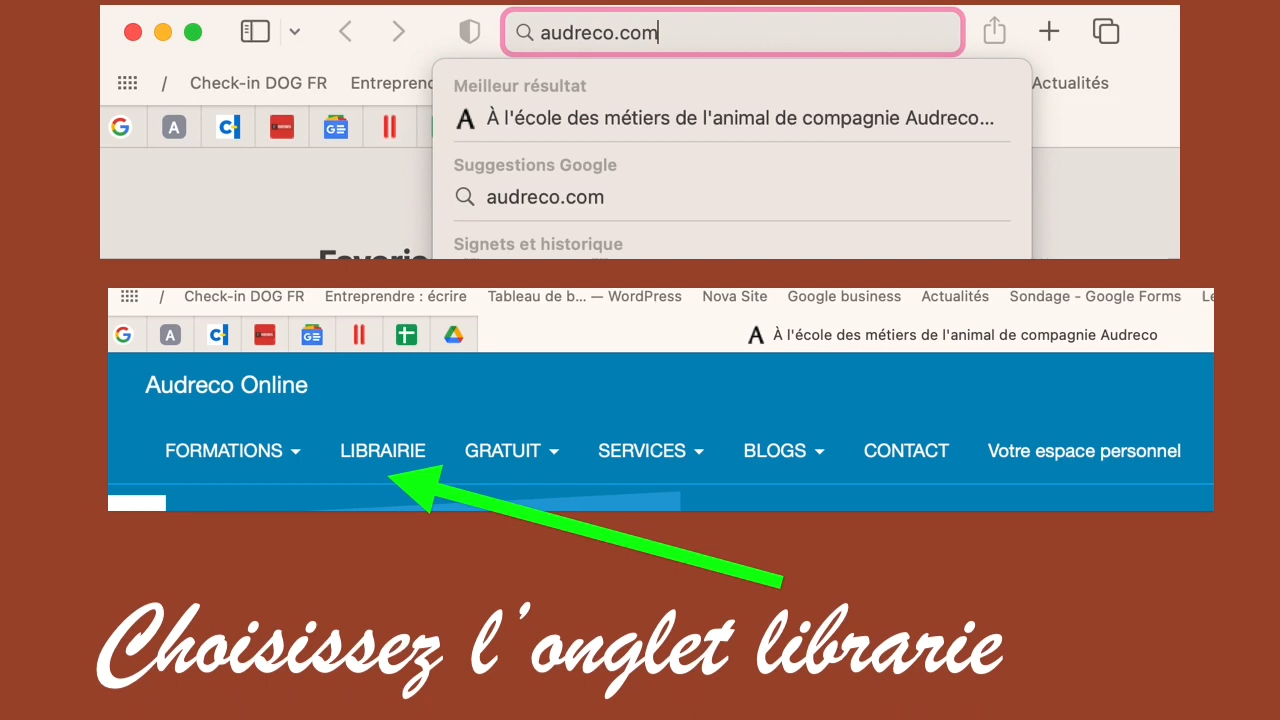 audreco.com
/ Check-in DOG FR Entreprend Actualités
Meilleur résultat
A À l'école des métiers de l'animal de compagnie Audreco...
Suggestions Google
audreco.com
Signets et historique
Favoris
/ Check-in DOG FR Entreprendre : écrire Tableau de b... — WordPress Nova Site Google business Actualités Sondage - Google Forms Le
A À l'école des métiers de l'animal de compagnie Audreco
Audreco Online
FORMATIONS LIBRAIRIE GRATUIT SERVICES BLOGS CONTACT Votre espace personnel
Choisissez l'onglet librarie